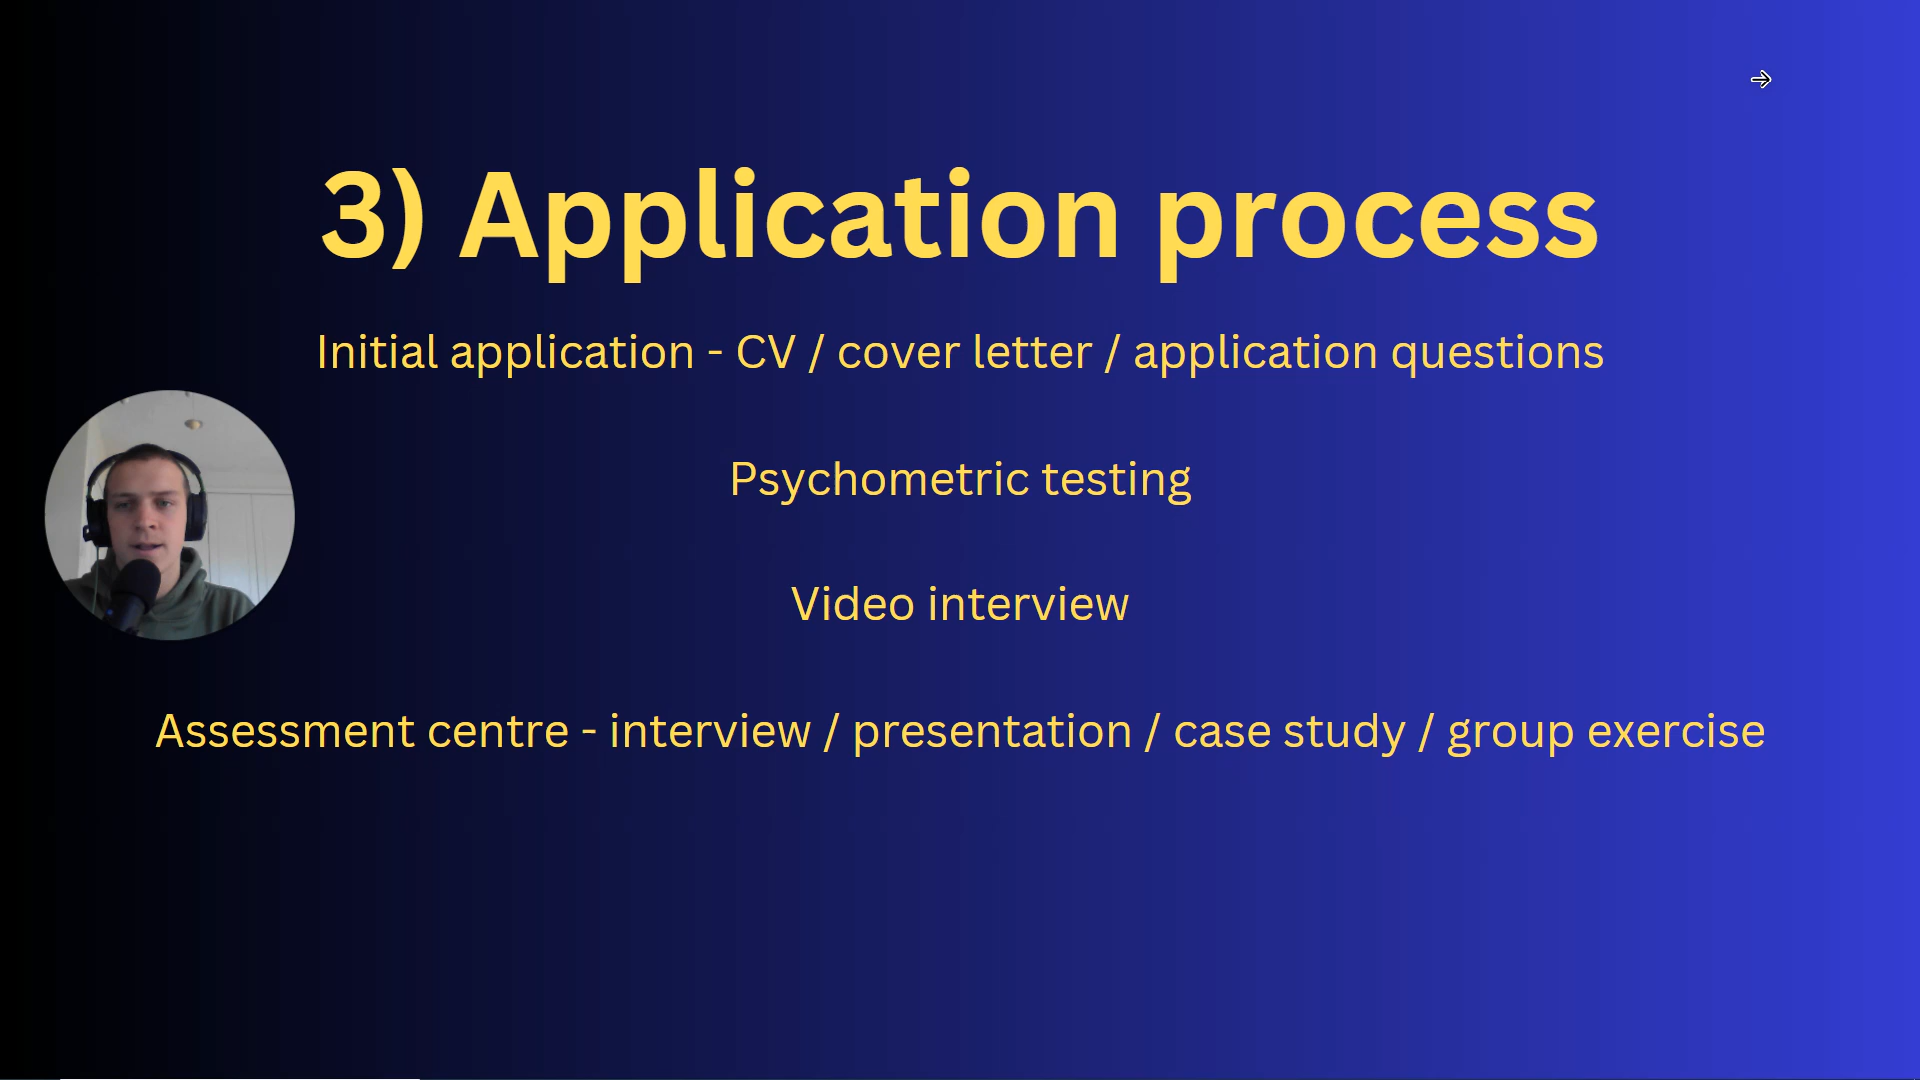 3) Application process
Initial application - CV / cover letter / application questions
Psychometric testing
Video interview
Assessment centre - interview / presentation / case study / group exercise